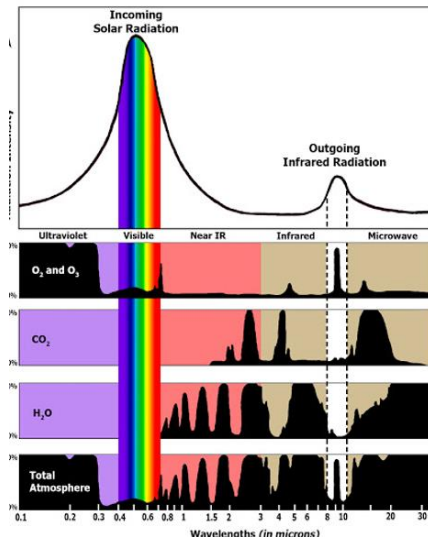 Incoming
Solar Radiation
Outgoing
Infrared Radiation
Ultraviolet Visible Near IR Infrared Microwave
O₂ and O₃
CO₂
H₂O
Total
Atmosphere
0.1 0.2 0.3 0.4 0.6 0.8 1 1.5 2 3 4 5 6 8 10 20 30
Wavelengths (in microns)